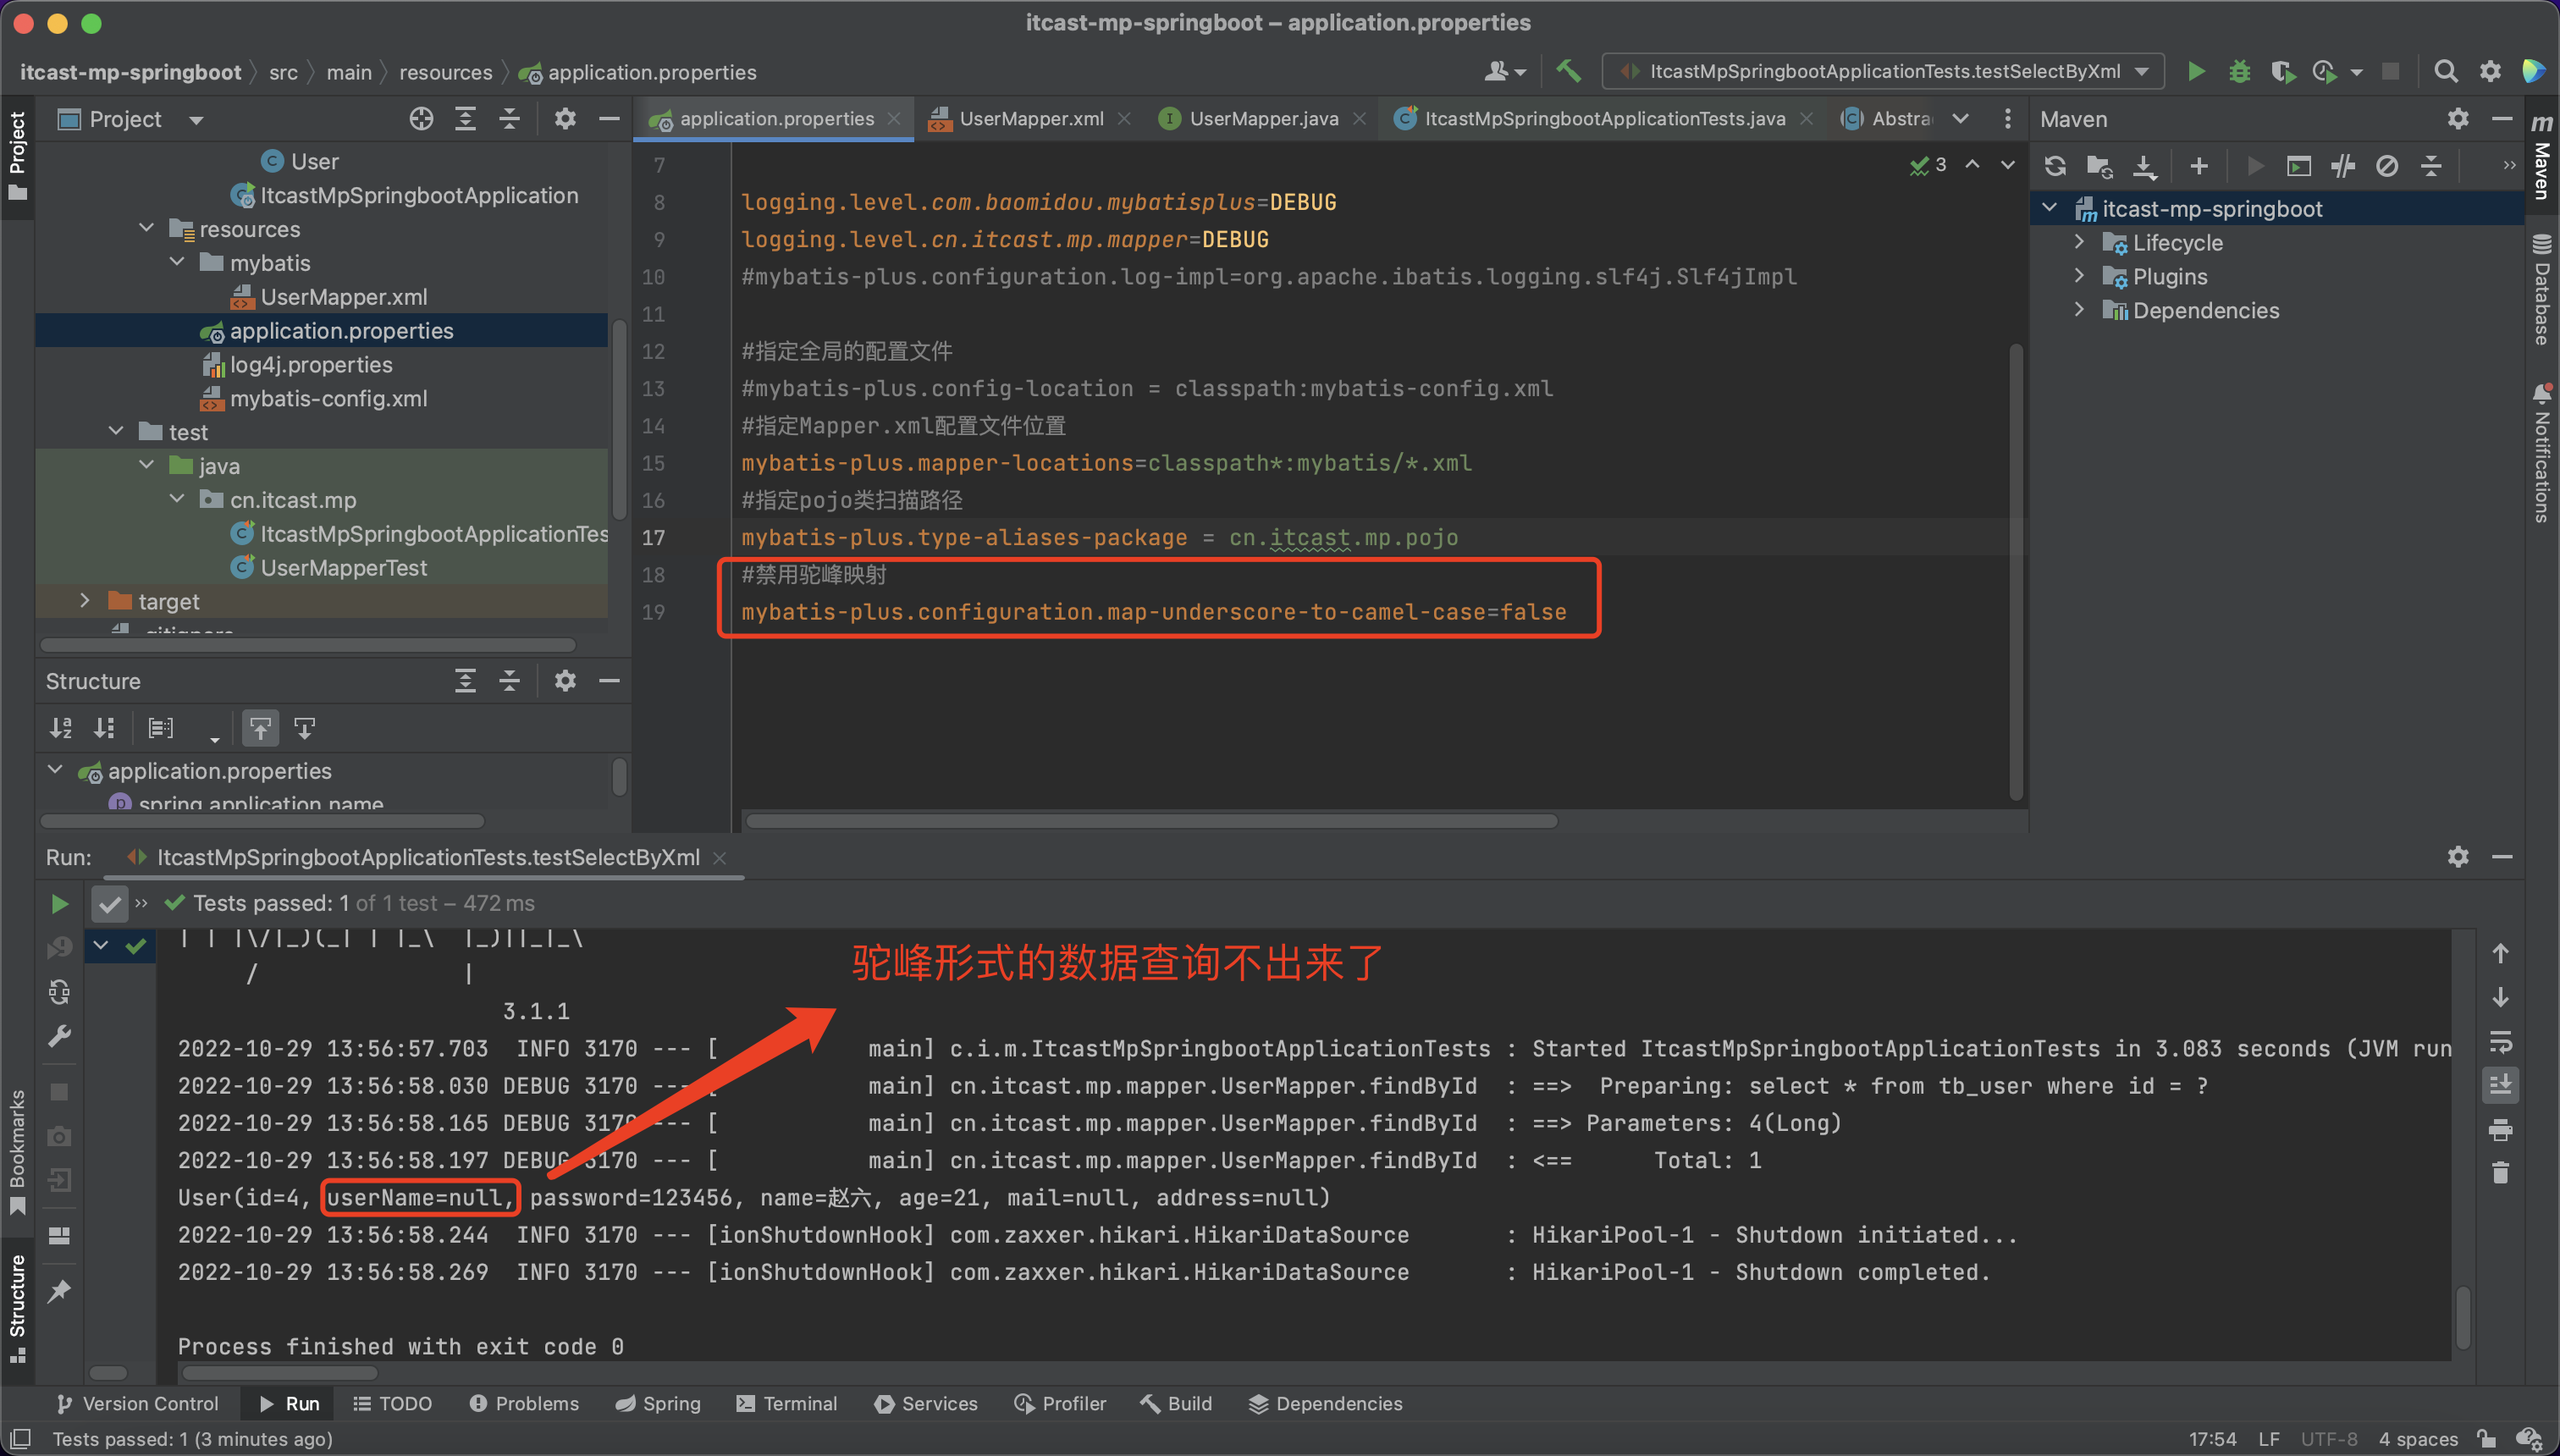 itcast-mp-springboot – application.properties
itcast-mp-springboot src main resources application.properties
ItcastMpSpringbootApplicationTests.testSelectByXml
Project
application.properties UserMapper.xml UserMapper.java ItcastMpSpringbootApplicationTests.java Abstra
Maven
Project
User
ItcastMpSpringbootApplication
resources
mybatis
UserMapper.xml
application.properties
log4j.properties
mybatis-config.xml
test
java
cn.itcast.mp
ItcastMpSpringbootApplicationTes
UserMapperTest
target
.gitignore
3
7
8 logging.level.com.baomidou.mybatisplus=DEBUG
9 logging.level.cn.itcast.mp.mapper=DEBUG
10 #mybatis-plus.configuration.log-impl=org.apache.ibatis.logging.slf4j.Slf4jImpl
11
12 #指定全局的配置文件
13 #mybatis-plus.config-location = classpath:mybatis-config.xml
14 #指定Mapper.xml配置文件位置
15 mybatis-plus.mapper-locations=classpath*:mybatis/*.xml
16 #指定pojo类扫描路径
17 mybatis-plus.type-aliases-package = cn.itcast.mp.pojo
18 #禁用驼峰映射
19 mybatis-plus.configuration.map-underscore-to-camel-case=false
itcast-mp-springboot
Lifecycle
Plugins
Dependencies
m
Maven
Database
Notifications
Structure
application.properties
spring.application.name
Run: ItcastMpSpringbootApplicationTests.testSelectByXml
Tests passed: 1 of 1 test – 472 ms
| | |\/|_)(_| | |_\  |_)||_|_\
/ |
3.1.1
驼峰形式的数据查询不出来了
2022-10-29 13:56:57.703  INFO 3170 --- [           main] c.i.m.ItcastMpSpringbootApplicationTests : Started ItcastMpSpringbootApplicationTests in 3.083 seconds (JVM run
2022-10-29 13:56:58.030 DEBUG 3170 --- [           main] cn.itcast.mp.mapper.UserMapper.findById  : ==>  Preparing: select * from tb_user where id = ?
2022-10-29 13:56:58.165 DEBUG 3170 --- [           main] cn.itcast.mp.mapper.UserMapper.findById  : ==> Parameters: 4(Long)
2022-10-29 13:56:58.197 DEBUG 3170 --- [           main] cn.itcast.mp.mapper.UserMapper.findById  : <==      Total: 1
User(id=4, userName=null, password=123456, name=赵六, age=21, mail=null, address=null)
2022-10-29 13:56:58.244  INFO 3170 --- [ionShutdownHook] com.zaxxer.hikari.HikariDataSource       : HikariPool-1 - Shutdown initiated...
2022-10-29 13:56:58.269  INFO 3170 --- [ionShutdownHook] com.zaxxer.hikari.HikariDataSource       : HikariPool-1 - Shutdown completed.
Process finished with exit code 0
Bookmarks
Structure
Version Control Run TODO Problems Spring Terminal Services Profiler Build Dependencies
Tests passed: 1 (3 minutes ago) 17:54 LF UTF-8 4 spaces